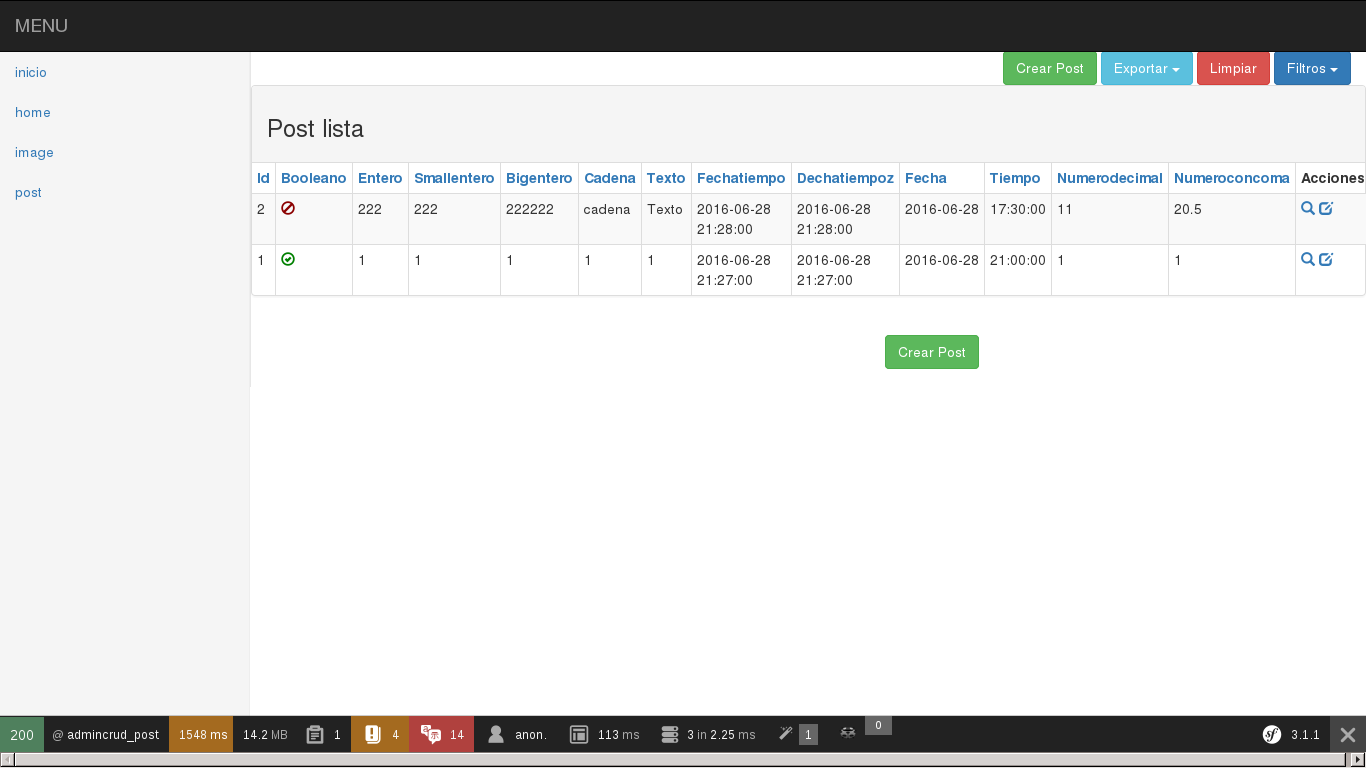 MENU
inicio
home
image
post
Crear Post Exportar Limpiar Filtros
Post lista
Id Booleano Entero Smallentero Bigentero Cadena Texto Fechatiempo Dechatiempoz Fecha Tiempo Numerodecimal Numeroconcoma Acciones
2 222 222 222222 cadena Texto 2016-06-28 2016-06-28 2016-06-28 17:30:00 11 20.5
21:28:00 21:28:00
1 1 1 1 1 1 2016-06-28 2016-06-28 2016-06-28 21:00:00 1 1
21:27:00 21:27:00
Crear Post
200 @ admincrud_post 1548 ms 14.2 MB 1 4 14 anon. 113 ms 3 in 2.25 ms 1 0 3.1.1